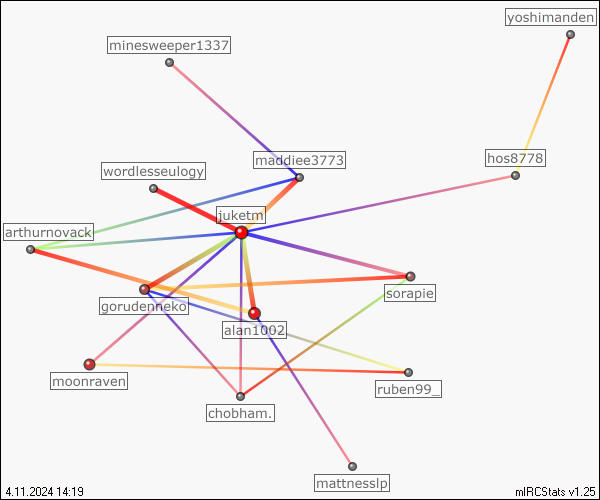 yoshimanden
minesweeper1337
hos8778
maddiee3773
wordlesseulogy
juketm
arthurnovack
sorapie
gorudenneko
alan1002
moonraven
ruben99_
chobham.
mattnesslp
4.11.2024 14:19
mIRCStats v1.25